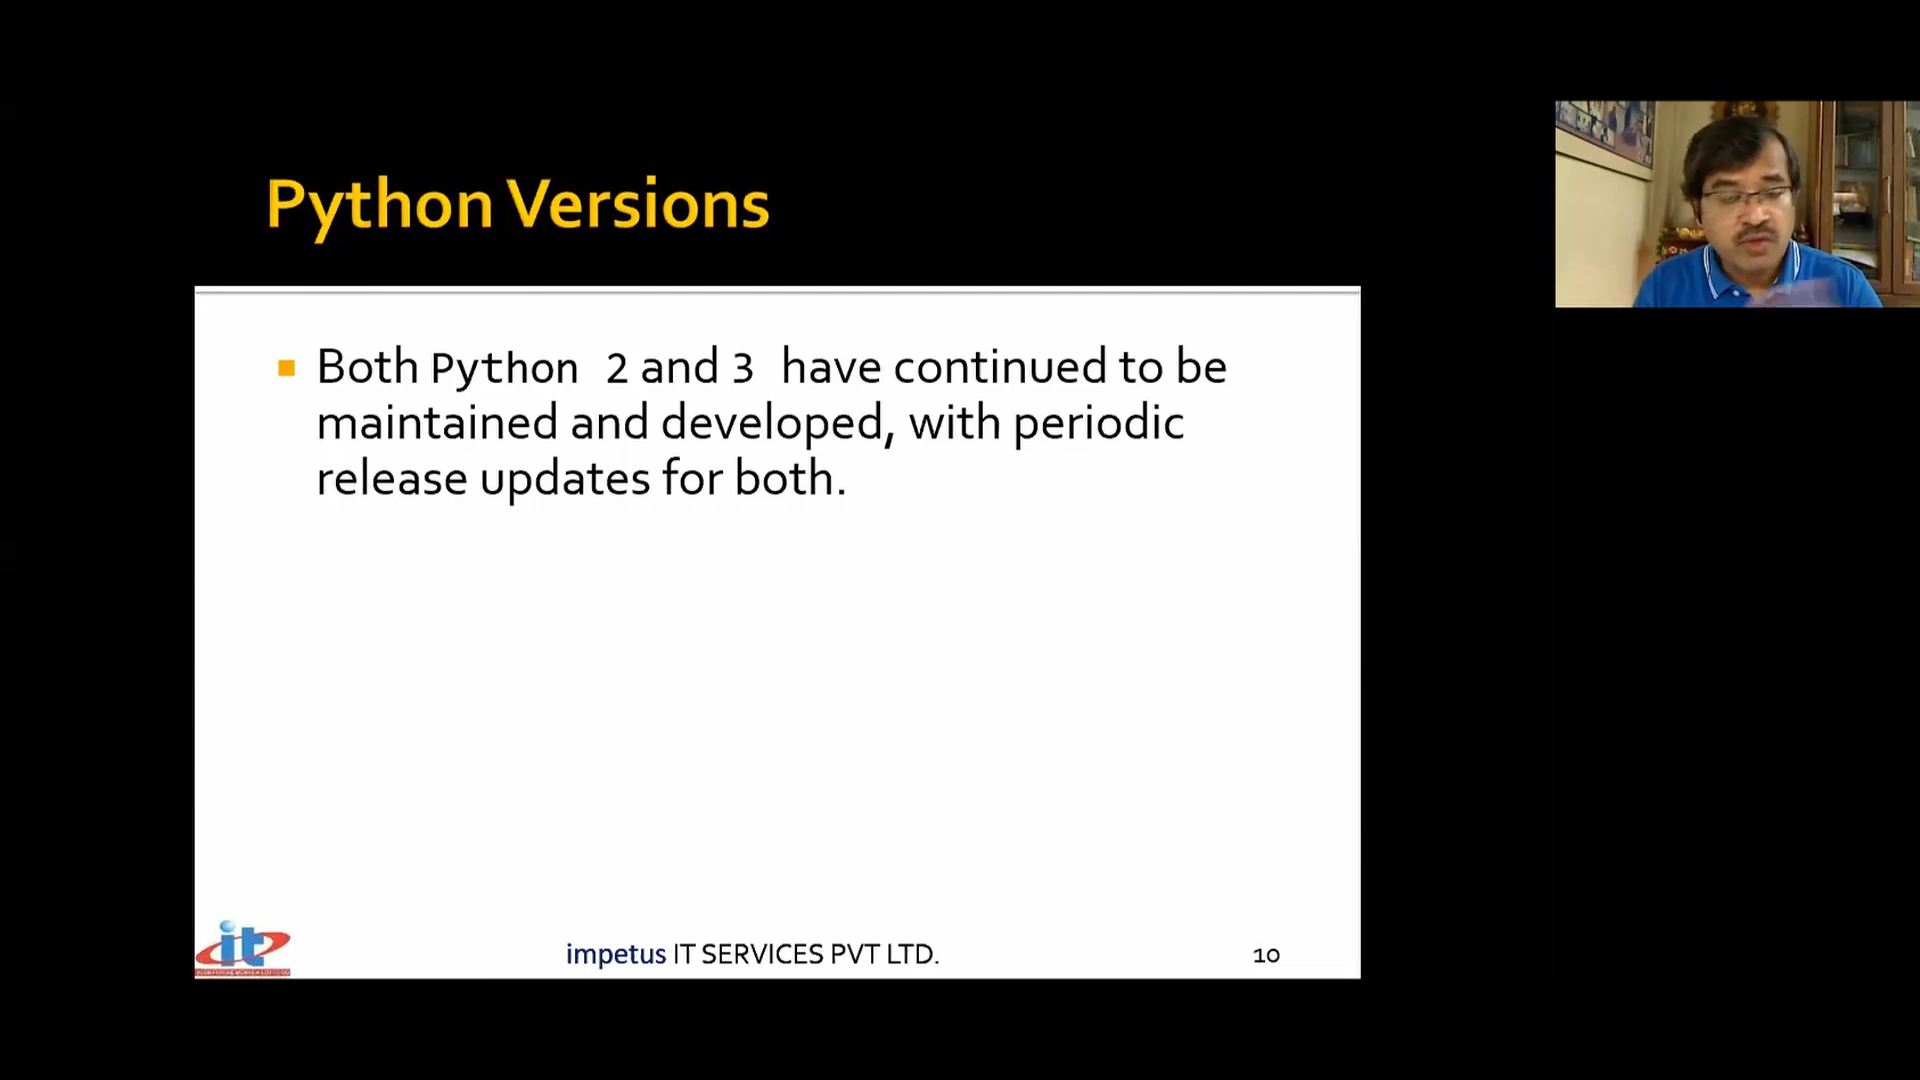 Python Versions
Both Python 2 and 3 have continued to be
maintained and developed, with periodic
release updates for both.
it
impetus IT SERVICES PVT LTD.
10